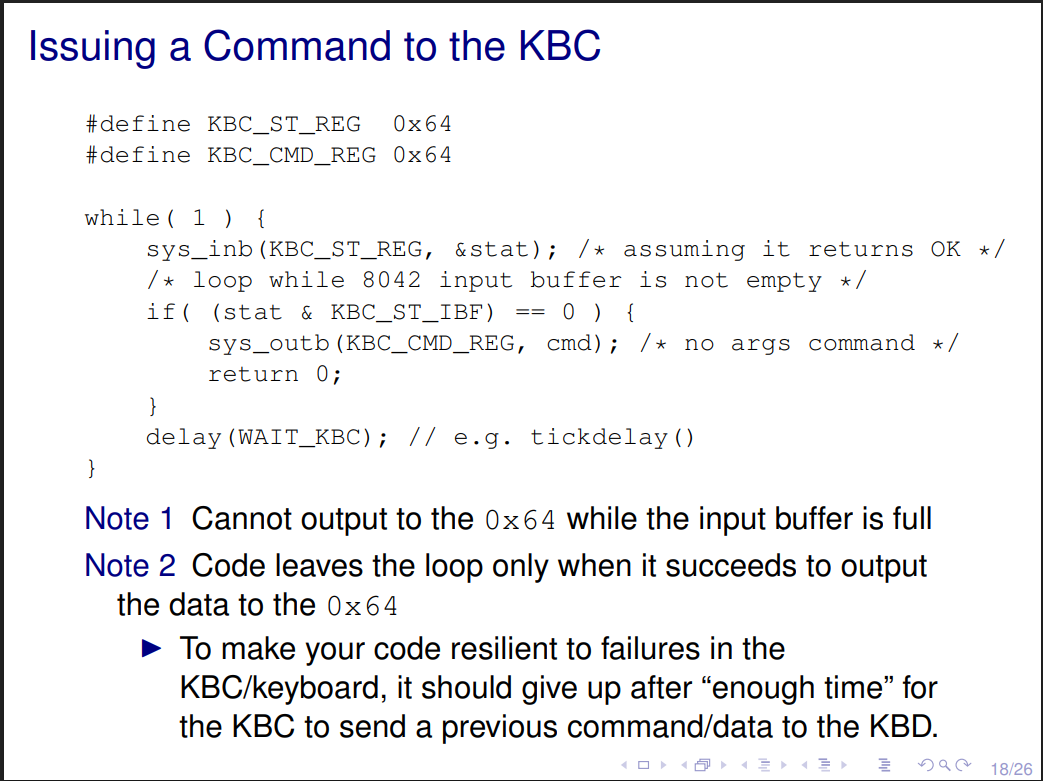 Issuing a Command to the KBC
#define KBC_ST_REG  0x64
#define KBC_CMD_REG 0x64
while( 1 ) {
    sys_inb(KBC_ST_REG, &stat); /* assuming it returns OK */
    /* loop while 8042 input buffer is not empty */
    if( (stat & KBC_ST_IBF) == 0 ) {
        sys_outb(KBC_CMD_REG, cmd); /* no args command */
        return 0;
    }
    delay(WAIT_KBC); // e.g. tickdelay()
}
Note 1 Cannot output to the 0x64 while the input buffer is full
Note 2 Code leaves the loop only when it succeeds to output
the data to the 0x64
To make your code resilient to failures in the
KBC/keyboard, it should give up after “enough time” for
the KBC to send a previous command/data to the KBD.
18/26